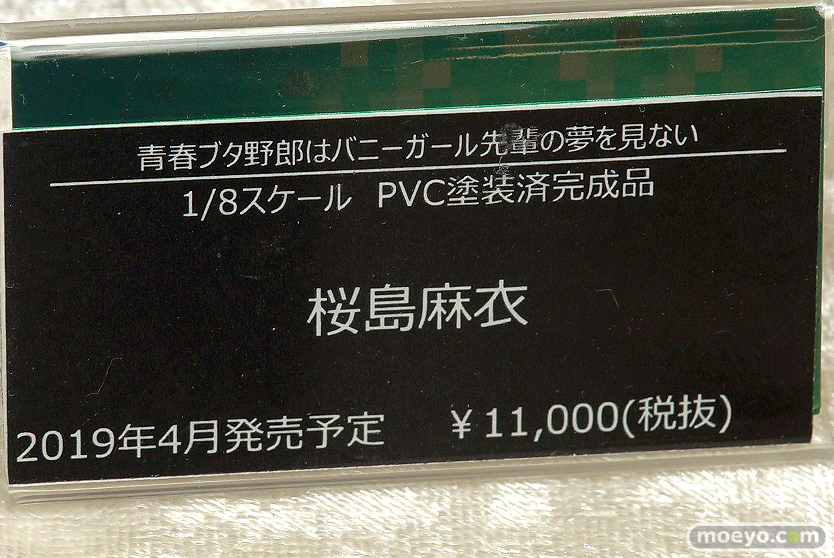 青春ブタ野郎はバニーガール先輩の夢を見ない
1/8スケール PVC塗装済完成品
桜島麻衣
2019年4月発売予定 ¥11,000(税抜)
moeyo.com